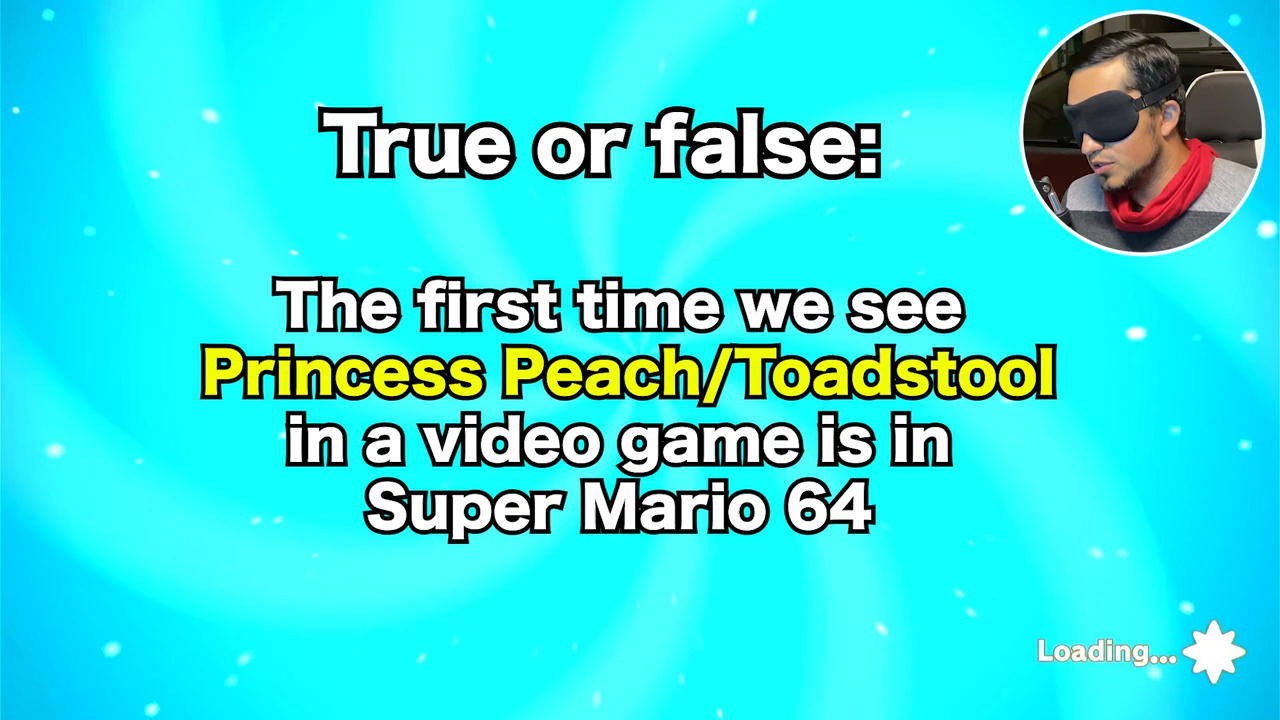 True or false:
The first time we see
Princess Peach/Toadstool
in a video game is in
Super Mario 64
Loading...